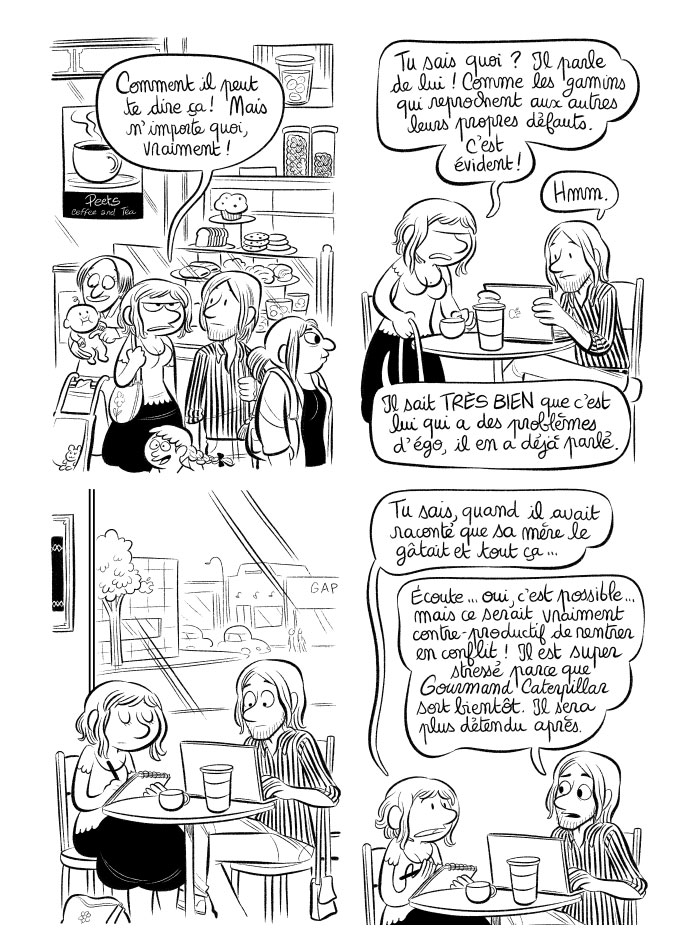 Comment il peut
te dire ça! Mais
n'importe quoi,
vraiment!
Peets
Coffee and Tea
Tu sais quoi? Il parle
de lui! Comme les gamins
qui reprochent aux autres
leurs propres défauts.
C'est
évident!
Hmm.
Il sait TRÈS BIEN que c'est
lui qui a des problèmes
d'égo, il en a déjà parlé.
GAP
Tu sais, quand il avait
raconté que sa mère le
gâtait et tout ça...
Écoute... oui, c'est possible...
mais ce serait vraiment
contre-productif de rentrer
en conflit! Il est super
stressé parce que
Gourmand Caterpillar
sort bientôt. Il sera
plus détendu après.